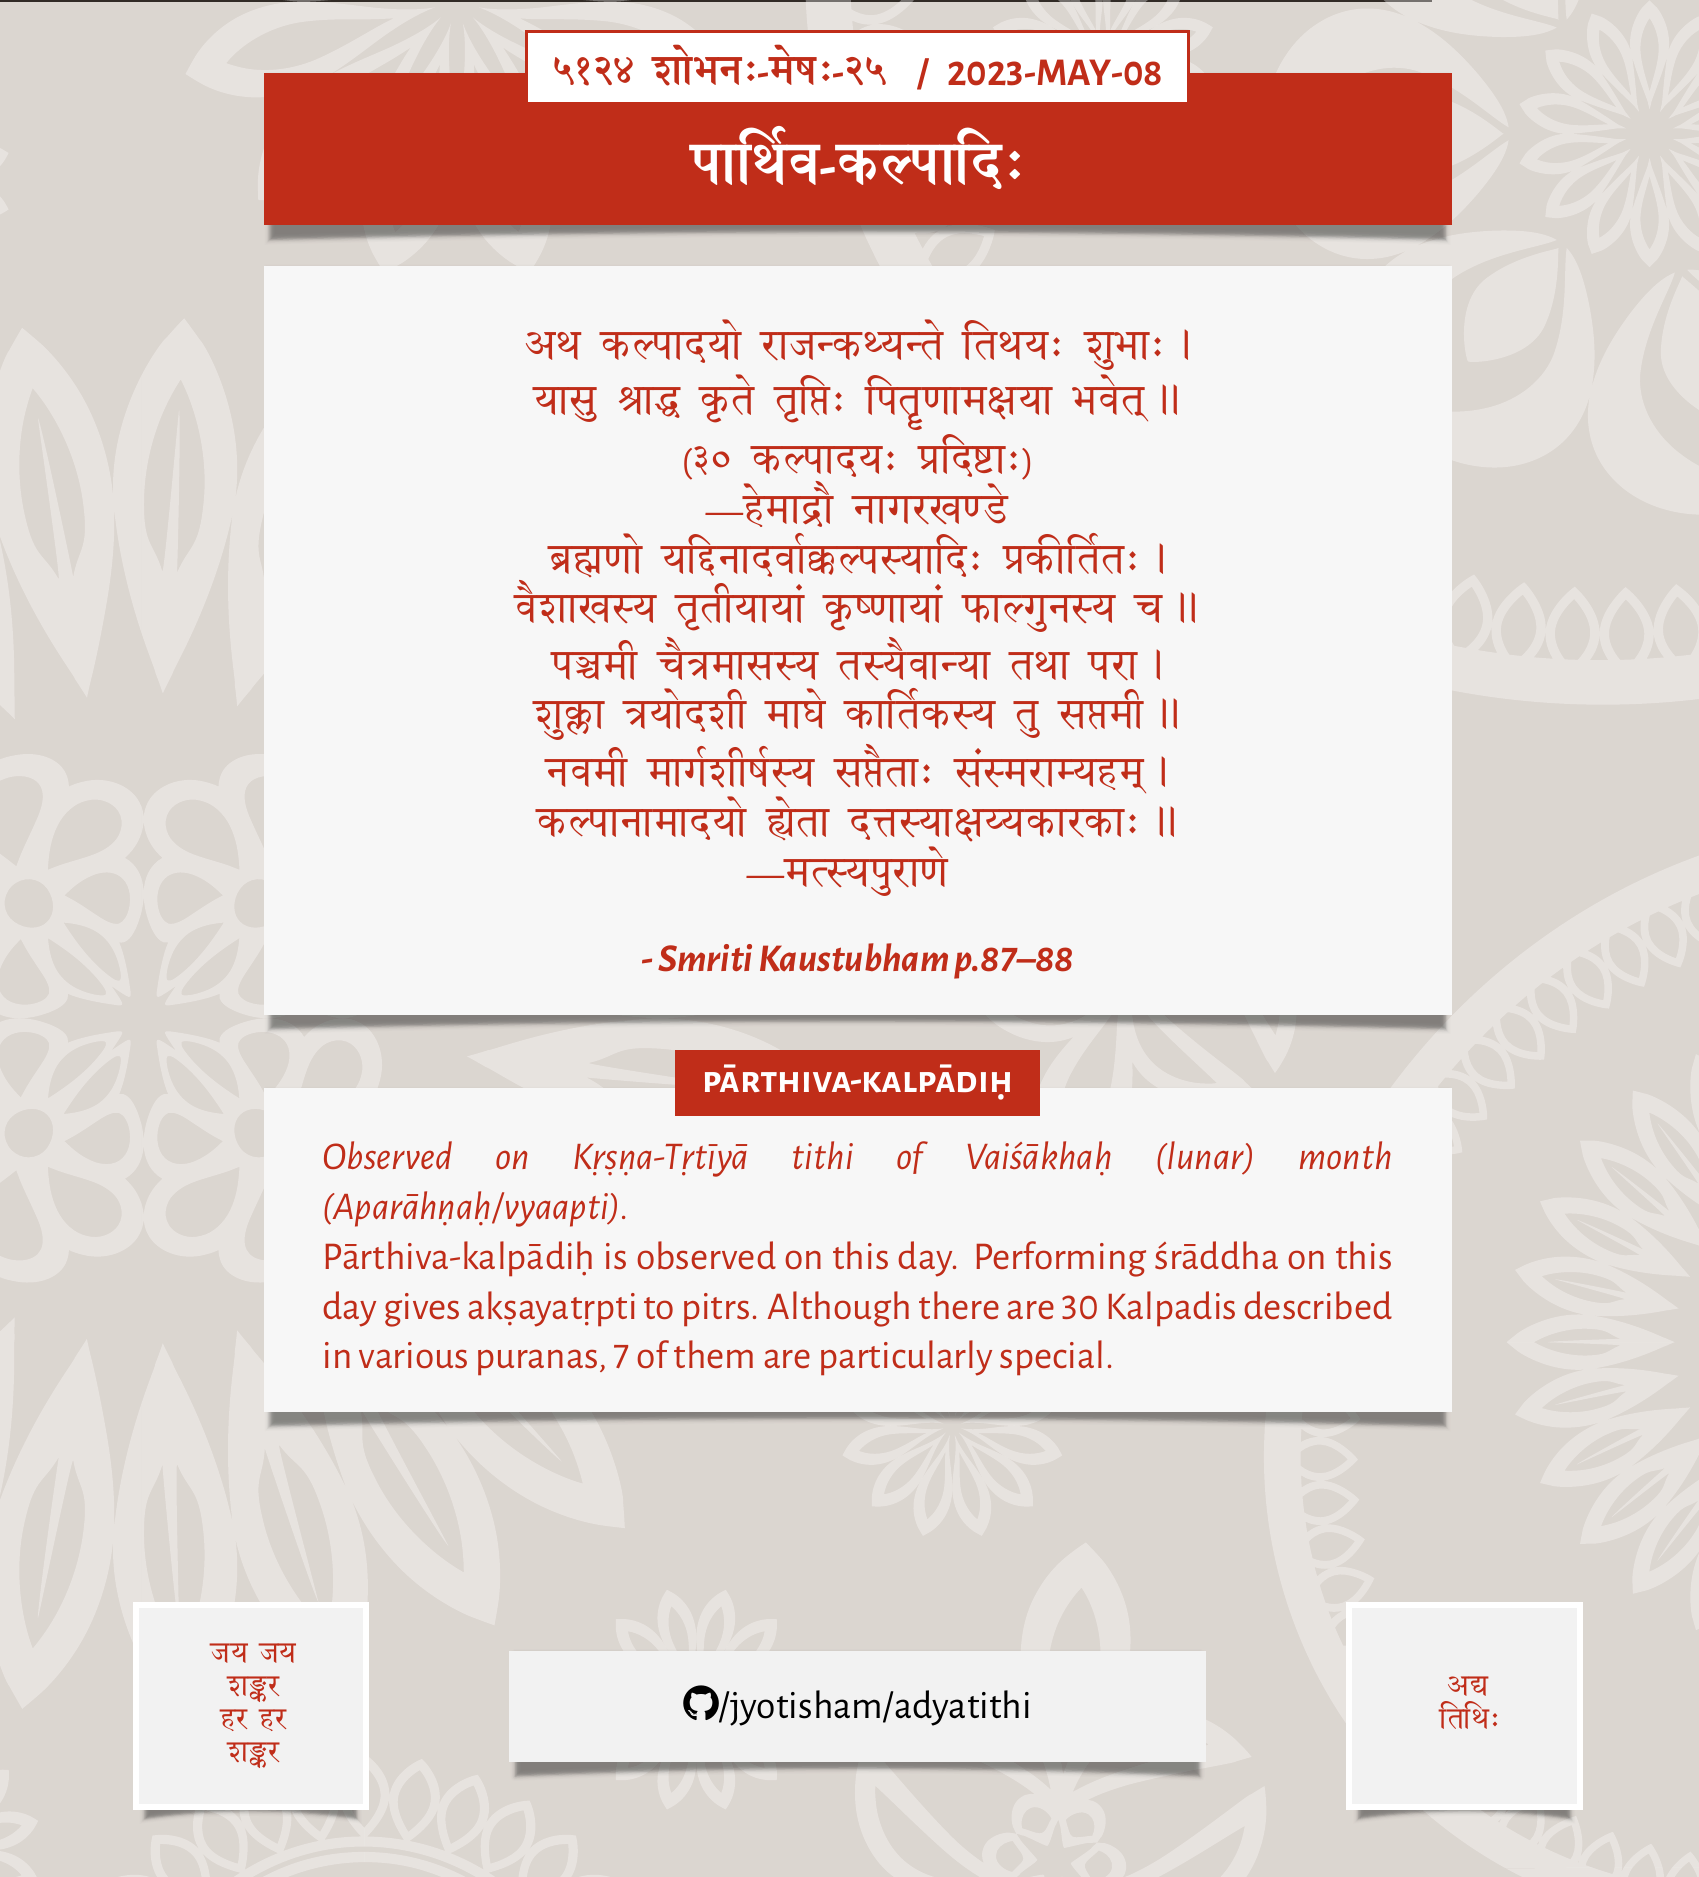 ५१२४ शोभनः-मेषः-२५ / 2023-MAY-08
पार्थिव-कल्पादिः
अथ कल्पादयो राजन्कथ्यन्ते तिथयः शुभाः ।
यासु श्राद्ध कृते तृप्तिः पितॄणामक्षया भवेत् ॥
(३० कल्पादयः प्रदिष्टाः)
—हेमाद्रौ नागरखण्डे
ब्रह्मणो यद्दिनादर्वाक्कल्पस्यादिः प्रकीर्तितः ।
वैशाखस्य तृतीयायां कृष्णायां फाल्गुनस्य च ॥
पञ्चमी चैत्रमासस्य तस्यैवान्या तथा परा ।
शुक्ला त्रयोदशी माघे कार्तिकस्य तु सप्तमी ॥
नवमी मार्गशीर्षस्य सप्तैताः संस्मराम्यहम् ।
कल्पानामादयो ह्येता दत्तस्याक्षय्यकारकाः ॥
—मत्स्यपुराणे
- Smriti Kaustubham p.87–88
PĀRTHIVA-KALPĀDIḤ
Observed on Kṛṣṇa-Tṛtīyā tithi of Vaiśākhaḥ (lunar) month
(Aparāhṇaḥ/vyaapti).
Pārthiva-kalpādiḥ is observed on this day. Performing śrāddha on this
day gives akṣayatṛpti to pitrs. Although there are 30 Kalpadis described
in various puranas, 7 of them are particularly special.
जय जय
शङ्कर
हर हर
शङ्कर
/jyotisham/adyatithi
अद्य
तिथिः